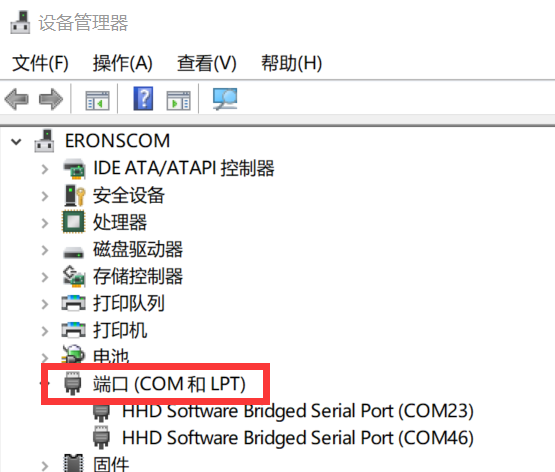 设备管理器
文件(F) 操作(A) 查看(V) 帮助(H)
ERONSCOM
IDE ATA/ATAPI 控制器
安全设备
处理器
磁盘驱动器
存储控制器
打印队列
打印机
电池
端口 (COM 和 LPT)
HHD Software Bridged Serial Port (COM23)
HHD Software Bridged Serial Port (COM46)
固件